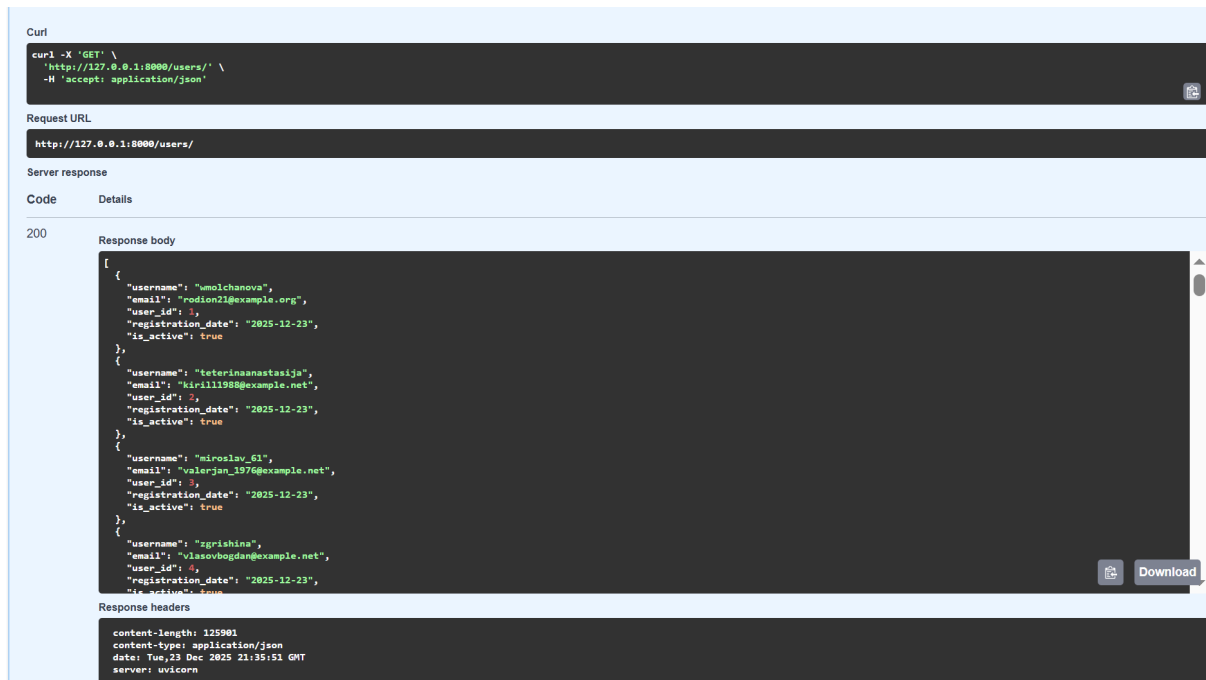 Curl
curl -X 'GET' \
  'http://127.0.0.1:8000/users/' \
  -H 'accept: application/json'
Request URL
http://127.0.0.1:8000/users/
Server response
Code Details
200
Response body
[
  {
    "username": "wmolchanova",
    "email": "rodion21@example.org",
    "user_id": 1,
    "registration_date": "2025-12-23",
    "is_active": true
  },
  {
    "username": "teterinaanastasija",
    "email": "kirill1988@example.net",
    "user_id": 2,
    "registration_date": "2025-12-23",
    "is_active": true
  },
  {
    "username": "miroslav_61",
    "email": "valerjan_1976@example.net",
    "user_id": 3,
    "registration_date": "2025-12-23",
    "is_active": true
  },
  {
    "username": "zgrishina",
    "email": "vlasovbogdan@example.net",
    "user_id": 4,
    "registration_date": "2025-12-23",
    "is_active": true
Download
Response headers
content-length: 125901
content-type: application/json
date: Tue,23 Dec 2025 21:35:51 GMT
server: uvicorn